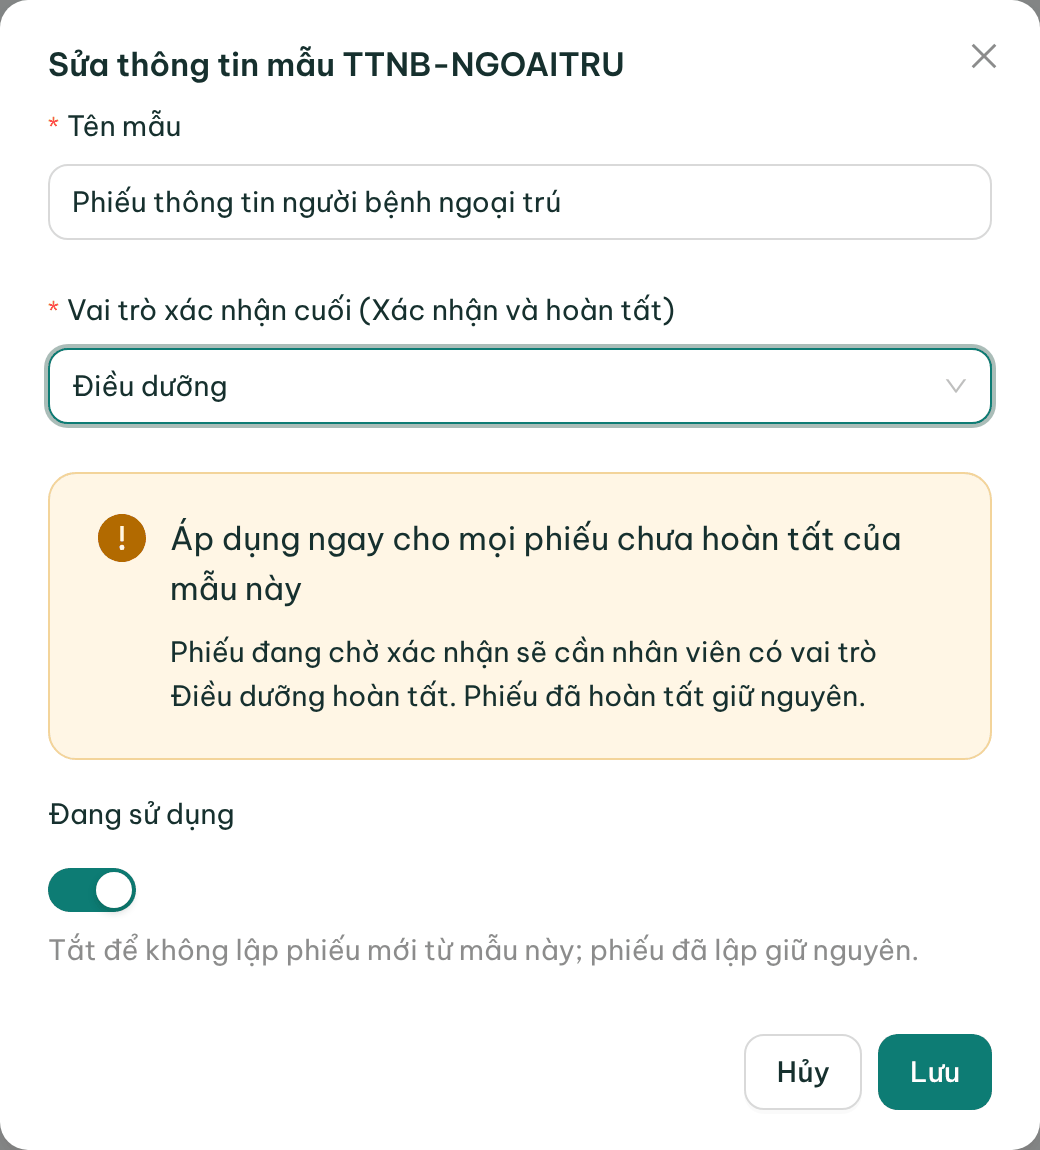 Sửa thông tin mẫu TTNB-NGOAITRU
* Tên mẫu
Phiếu thông tin người bệnh ngoại trú
* Vai trò xác nhận cuối (Xác nhận và hoàn tất)
Điều dưỡng
! Áp dụng ngay cho mọi phiếu chưa hoàn tất của
mẫu này
Phiếu đang chờ xác nhận sẽ cần nhân viên có vai trò
Điều dưỡng hoàn tất. Phiếu đã hoàn tất giữ nguyên.
Đang sử dụng
Tắt để không lập phiếu mới từ mẫu này; phiếu đã lập giữ nguyên.
Hủy
Lưu